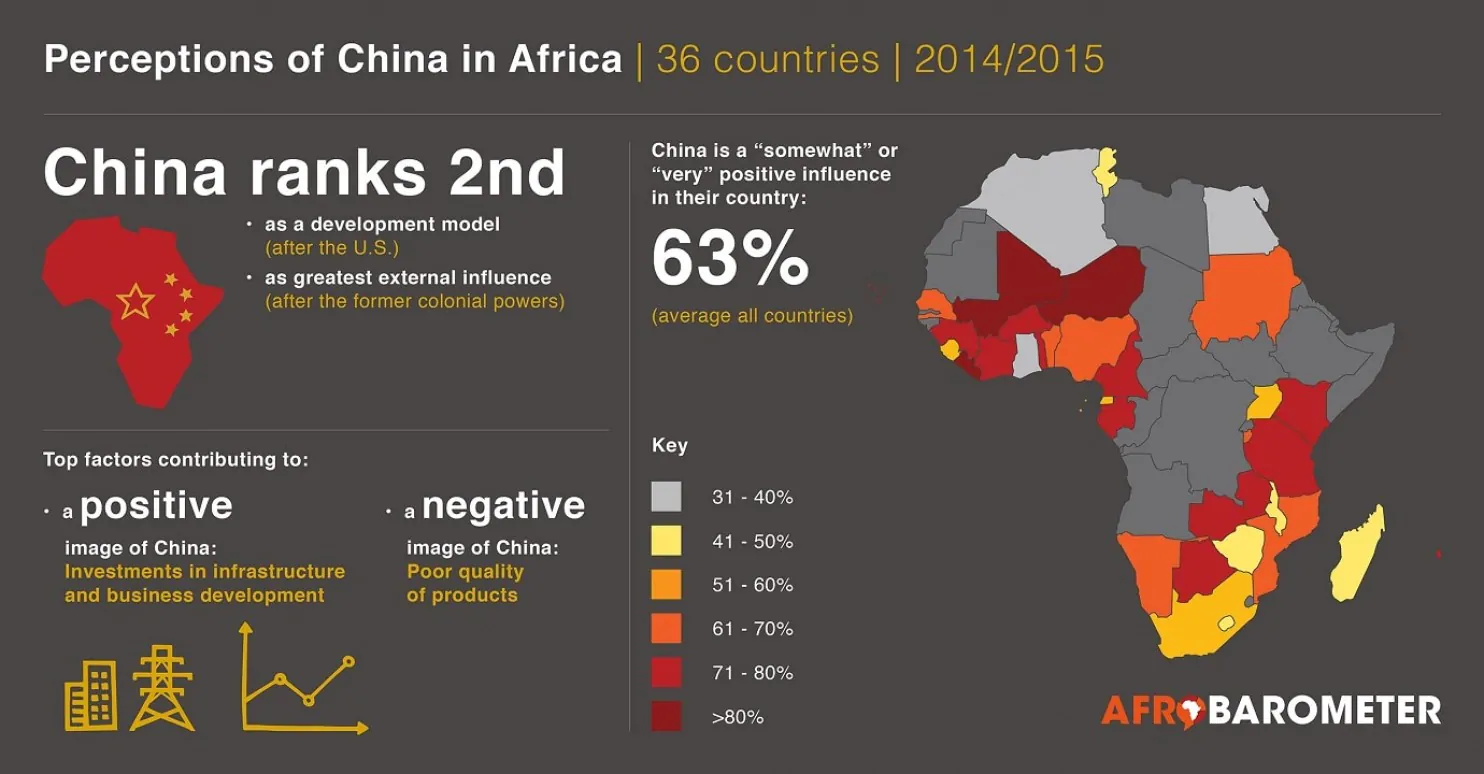 Perceptions of China in Africa | 36 countries | 2014/2015
China ranks 2nd
• as a development model
(after the U.S.)
• as greatest external influence
(after the former colonial powers)
Top factors contributing to:
• a positive
image of China:
Investments in infrastructure
and business development
• a negative
image of China:
Poor quality
of products
China is a “somewhat” or
“very” positive influence
in their country:
63%
(average all countries)
Key
31 - 40%
41 - 50%
51 - 60%
61 - 70%
71 - 80%
>80%
AFROBAROMETER